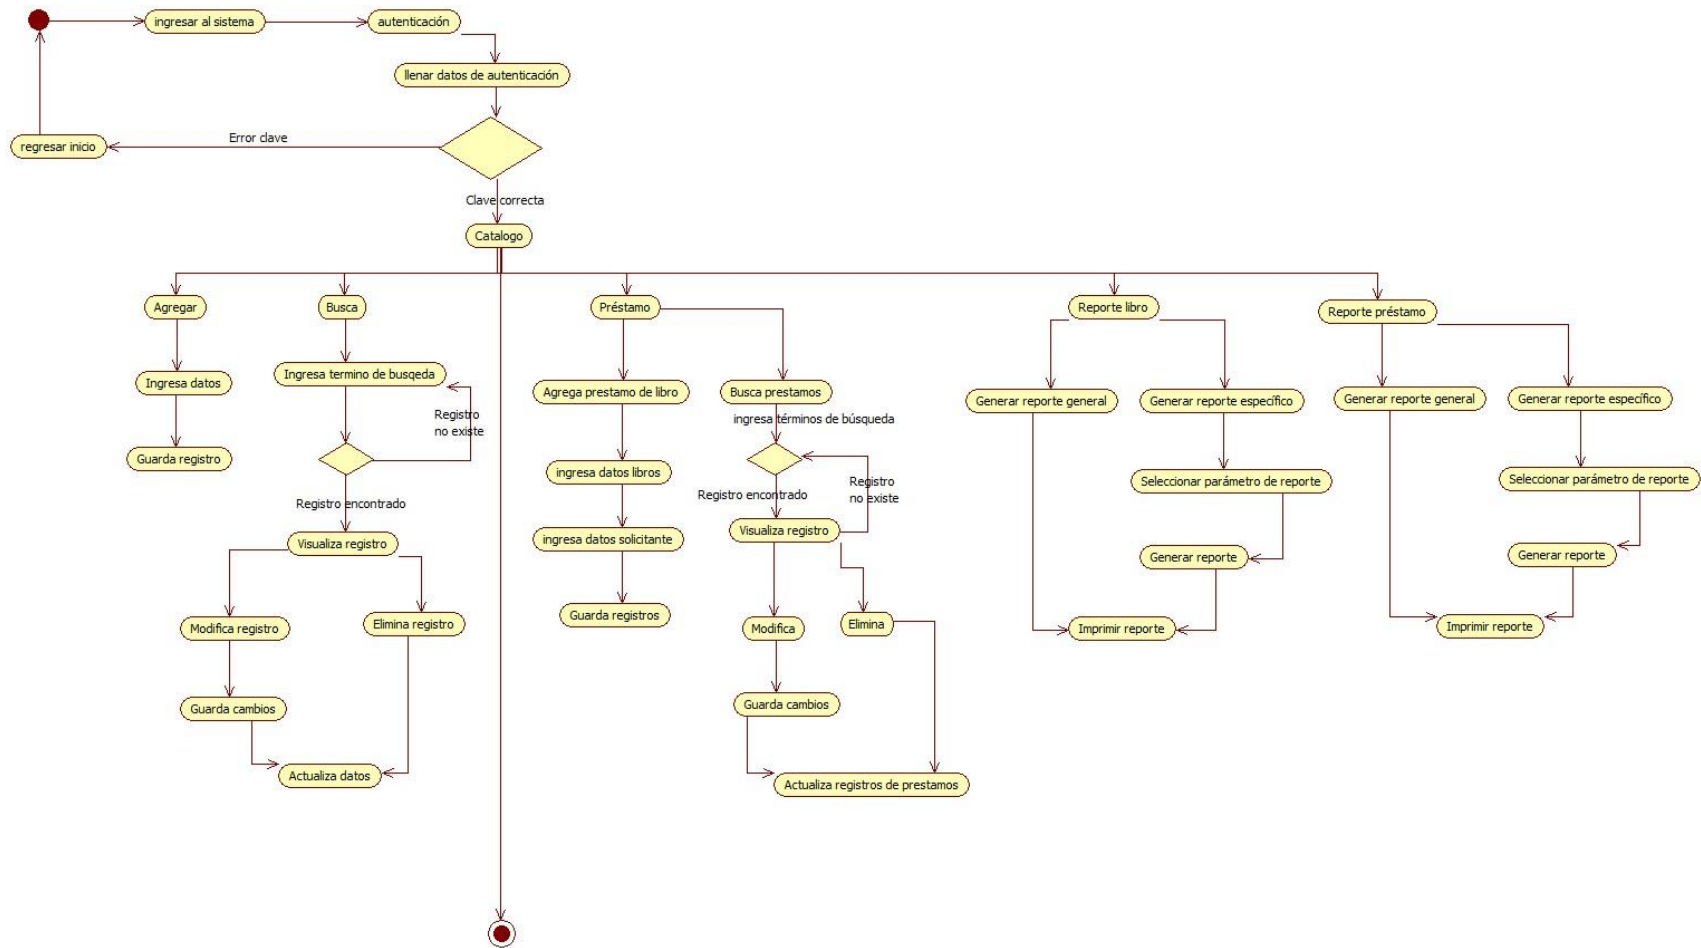 ingresar al sistema
autenticación
llenar datos de autenticación
Error clave
regresar inicio
Clave correcta
Catalogo
Agregar
Busca
Préstamo
Reporte libro
Reporte préstamo
Ingresa datos
Ingresa termino de busqeda
Agrega prestamo de libro
Busca prestamos
Generar reporte general
Generar reporte específico
Generar reporte general
Generar reporte específico
Registro
no existe
ingresa términos de búsqueda
Guarda registro
ingresa datos libros
Registro
no existe
Seleccionar parámetro de reporte
Seleccionar parámetro de reporte
Registro encontrado
Registro encontrado
Visualiza registro
ingresa datos solicitante
Visualiza registro
Generar reporte
Generar reporte
Modifica registro
Elimina registro
Guarda registros
Modifica
Elimina
Imprimir reporte
Imprimir reporte
Guarda cambios
Guarda cambios
Actualiza datos
Actualiza registros de prestamos